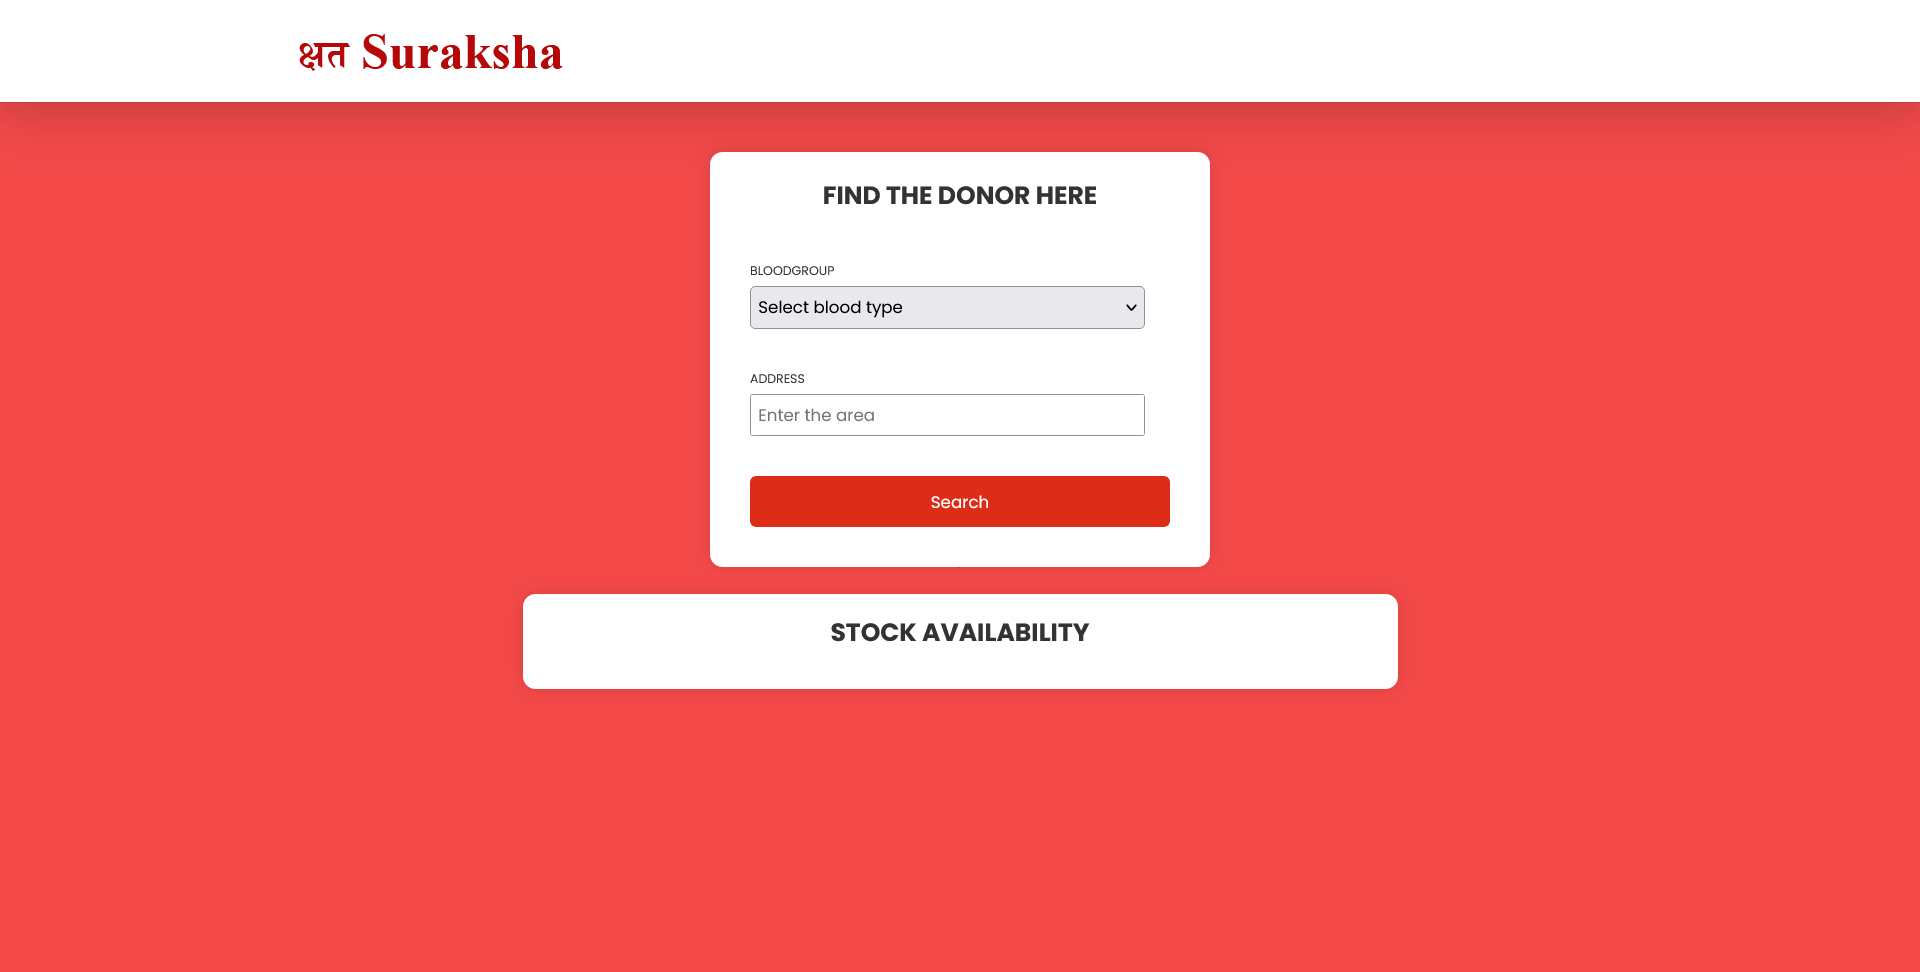 क्षत Suraksha
FIND THE DONOR HERE
BLOODGROUP
Select blood type
ADDRESS
Enter the area
Search
STOCK AVAILABILITY